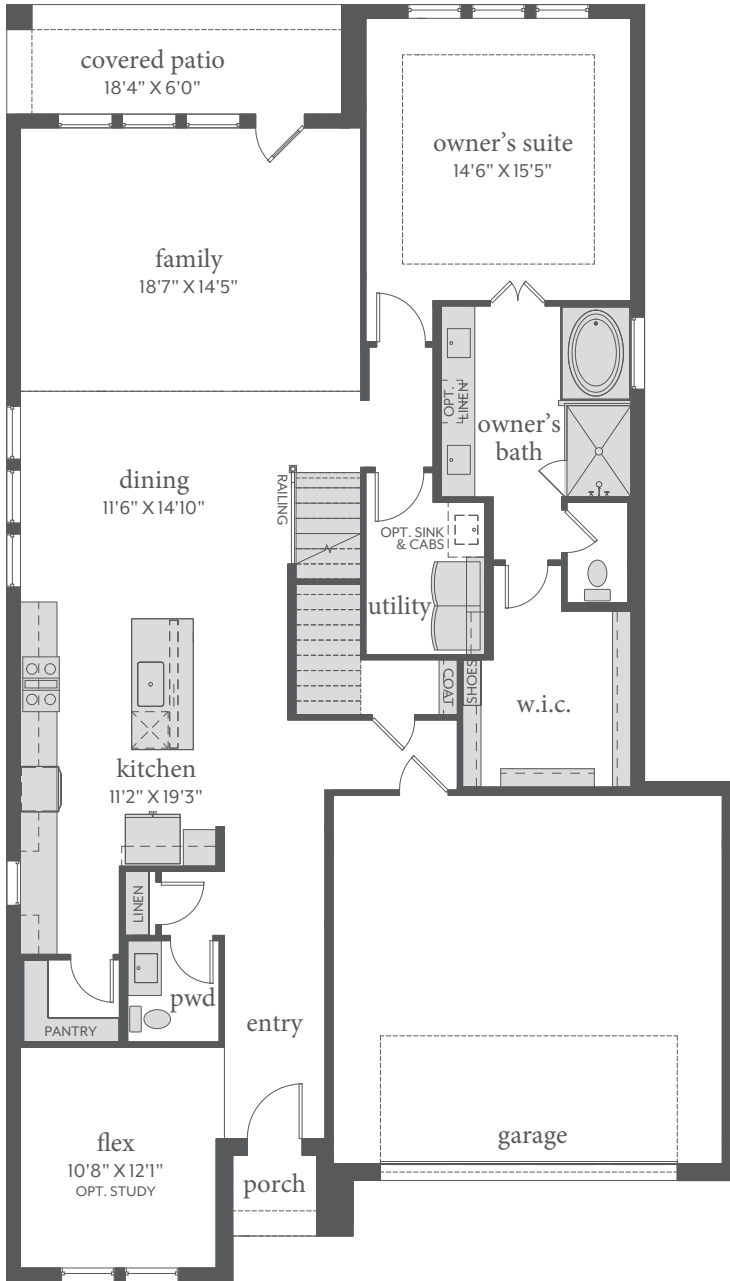 covered patio
18'4" X 6'0"
owner's suite
14'6" X 15'5"
family
18'7" X 14'5"
OPT.
LINEN
owner's
bath
dining
11'6" X 14'10"
RAILING
OPT. SINK
& CABS
utility
COAT
SHOES
w.i.c.
kitchen
11'2" X 19'3"
LINEN
pwd
PANTRY
entry
flex
10'8" X 12'1"
OPT. STUDY
porch
garage